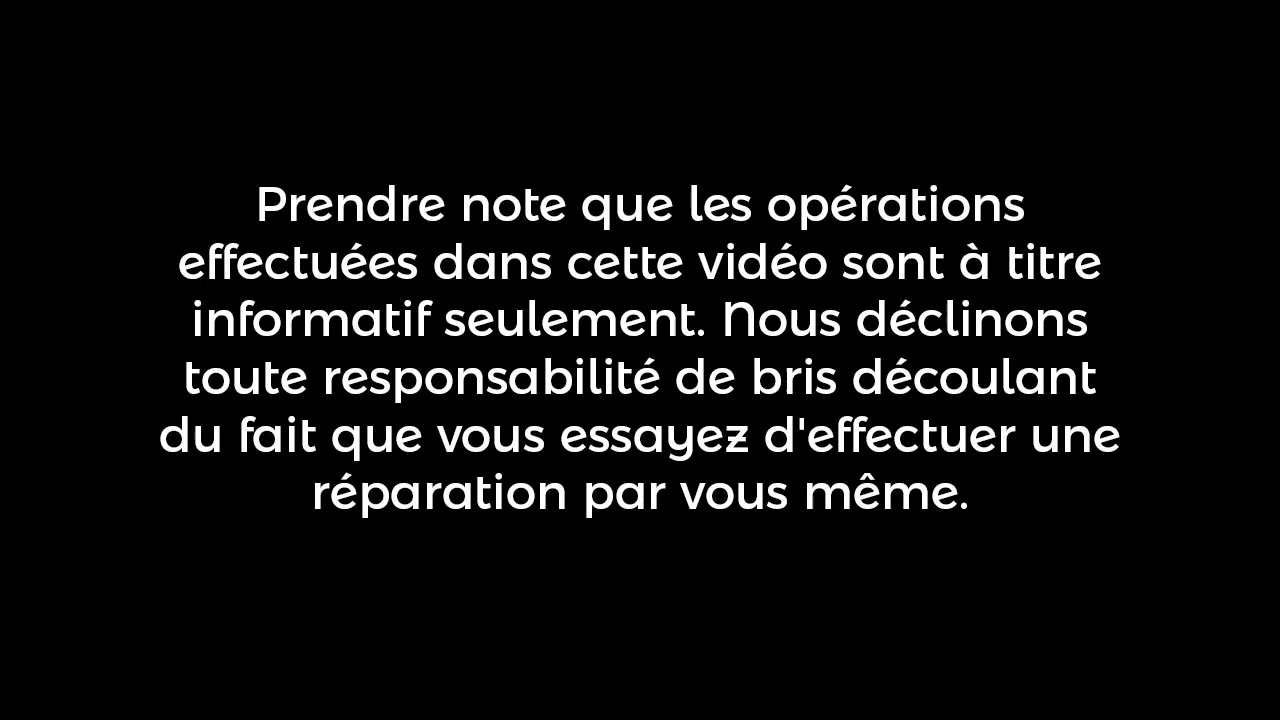 Prendre note que les opérations
effectuées dans cette vidéo sont à titre
informatif seulement. Nous déclinons
toute responsabilité de bris découlant
du fait que vous essayez d'effectuer une
réparation par vous même.